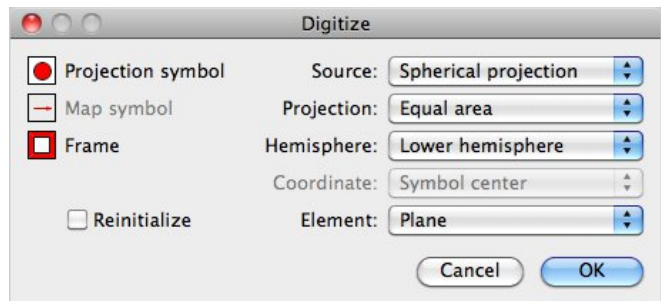 Digitize
Projection symbol Source: Spherical projection
Map symbol Projection: Equal area
Frame Hemisphere: Lower hemisphere
Coordinate: Symbol center
Reinitialize Element: Plane
Cancel OK